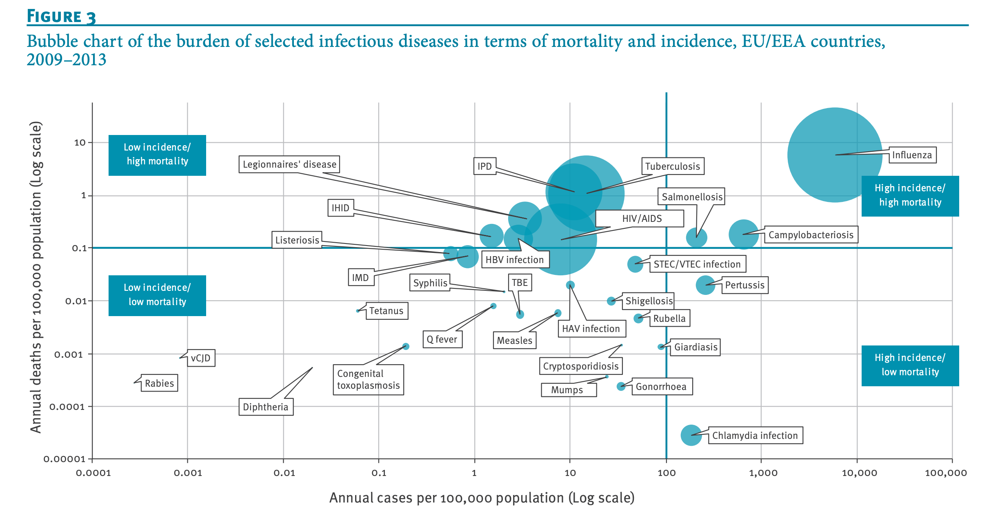 FIGURE 3
Bubble chart of the burden of selected infectious diseases in terms of mortality and incidence, EU/EEA countries,
2009–2013
Annual deaths per 100,000 population (Log scale)
10
1
0.1
0.01
0.001
0.0001
0.00001
Low incidence/
high mortality
Legionnaires' disease
IPD
Tuberculosis
Influenza
High incidence/
high mortality
Salmonellosis
IHID
HIV/AIDS
Listeriosis
Campylobacteriosis
HBV infection
STEC/VTEC infection
IMD
Syphilis
TBE
Pertussis
Low incidence/
low mortality
Shigellosis
Tetanus
Rubella
HAV infection
Q fever
Measles
Giardiasis
vCJD
Cryptosporidiosis
High incidence/
low mortality
Congenital
toxoplasmosis
Rabies
Mumps
Gonorrhoea
Diphtheria
Chlamydia infection
0.0001
0.001
0.01
0.1
1
10
100
1,000
10,000
100,000
Annual cases per 100,000 population (Log scale)